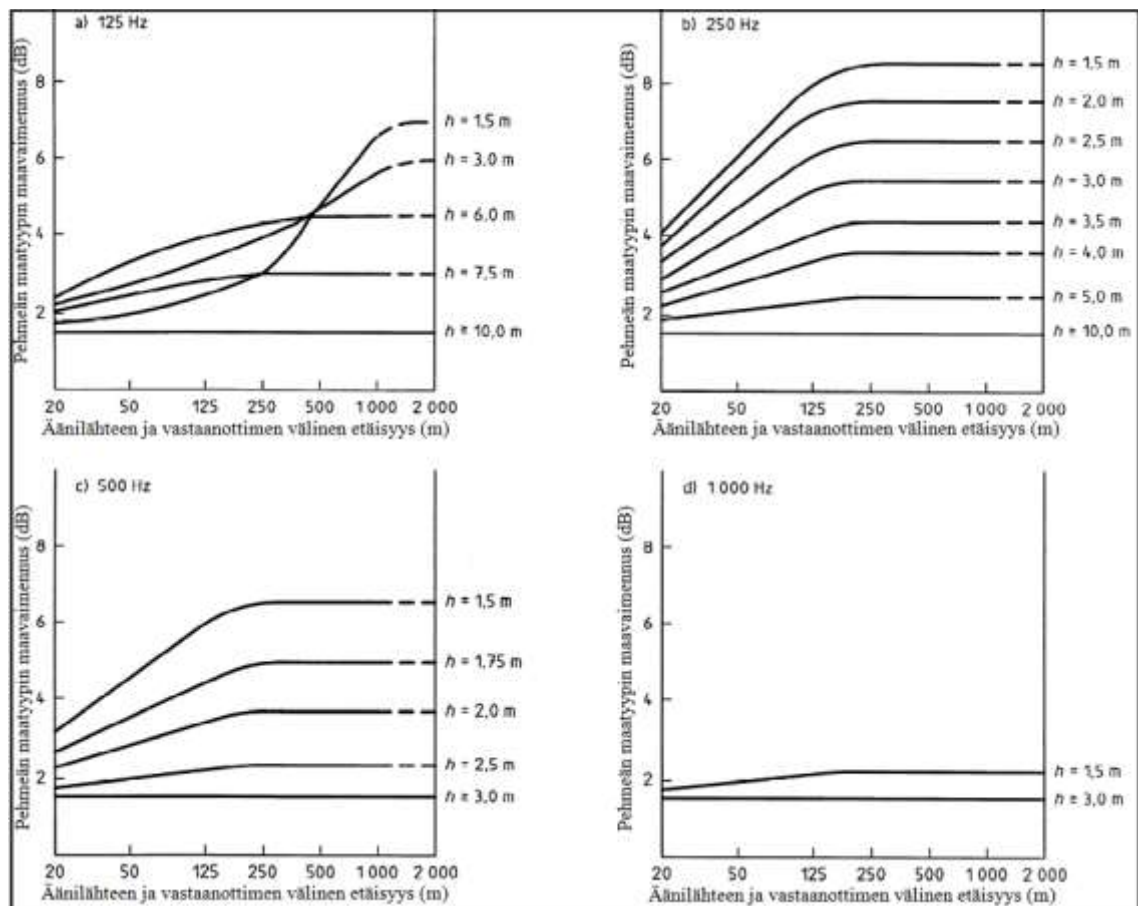 a) 125 Hz
Pehmeän maatyypin maavaimennus (dB)
8
6
4
2
h = 1,5 m
h = 3,0 m
h = 6,0 m
h = 7,5 m
h = 10,0 m
20 50 125 250 500 1 000 2 000
Äänilähteen ja vastaanottimen välinen etäisyys (m)
b) 250 Hz
Pehmeän maatyypin maavaimennus (dB)
8
6
4
2
h = 1,5 m
h = 2,0 m
h = 2,5 m
h = 3,0 m
h = 3,5 m
h = 4,0 m
h = 5,0 m
h = 10,0 m
20 50 125 250 500 1 000 2 000
Äänilähteen ja vastaanottimen välinen etäisyys (m)
c) 500 Hz
Pehmeän maatyypin maavaimennus (dB)
8
6
4
2
h = 1,5 m
h = 1,75 m
h = 2,0 m
h = 2,5 m
h = 3,0 m
20 50 125 250 500 1 000 2 000
Äänilähteen ja vastaanottimen välinen etäisyys (m)
d) 1 000 Hz
Pehmeän maatyypin maavaimennus (dB)
8
6
4
2
h = 1,5 m
h = 3,0 m
20 50 125 250 500 1 000 2 000
Äänilähteen ja vastaanottimen välinen etäisyys (m)